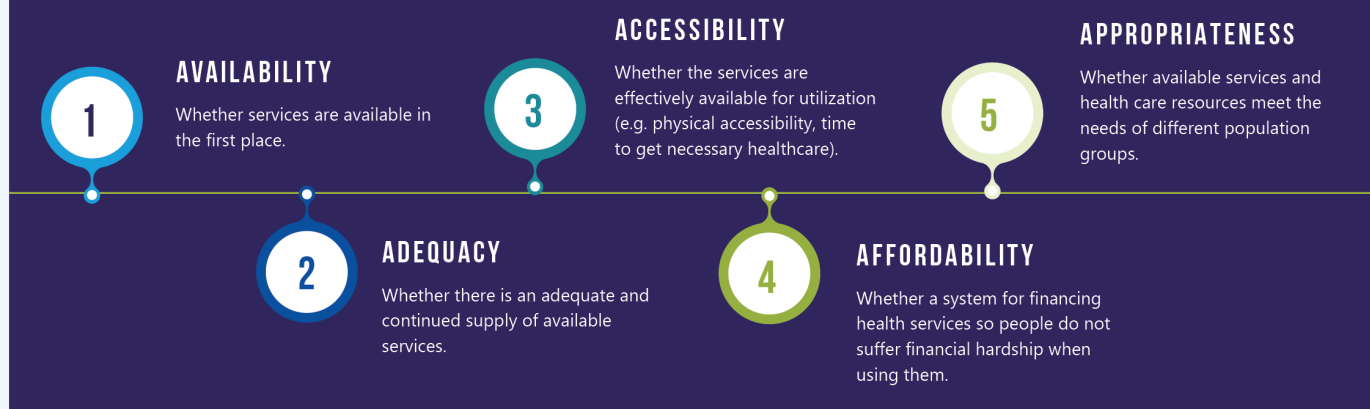 1
AVAILABILITY
Whether services are available in
the first place.
2
ADEQUACY
Whether there is an adequate and
continued supply of available
services.
3
ACCESSIBILITY
Whether the services are
effectively available for utilization
(e.g. physical accessibility, time
to get necessary healthcare).
4
AFFORDABILITY
Whether a system for financing
health services so people do not
suffer financial hardship when
using them.
5
APPROPRIATENESS
Whether available services and
health care resources meet the
needs of different population
groups.